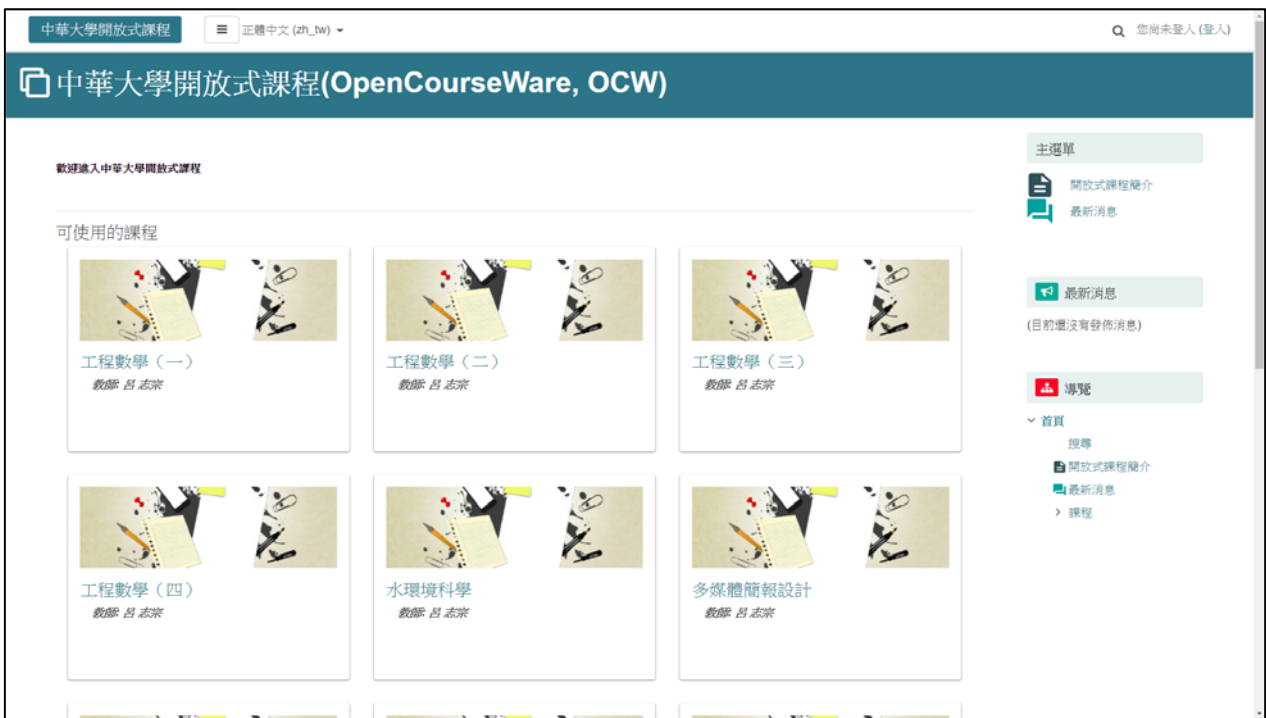 中華大學開放式課程
正體中文 (zh_tw)
您尚未登入 (登入)
中華大學開放式課程(OpenCourseWare, OCW)
歡迎進入中華大學開放式課程
可使用的課程
工程數學（一）
教師: 呂 志宗
工程數學（二）
教師: 呂 志宗
工程數學（三）
教師: 呂 志宗
工程數學（四）
教師: 呂 志宗
水環境科學
教師: 呂 志宗
多媒體簡報設計
教師: 呂 志宗
主選單
開放式課程簡介
最新消息
最新消息
(目前還沒有發佈消息)
導覽
首頁
搜尋
開放式課程簡介
最新消息
課程